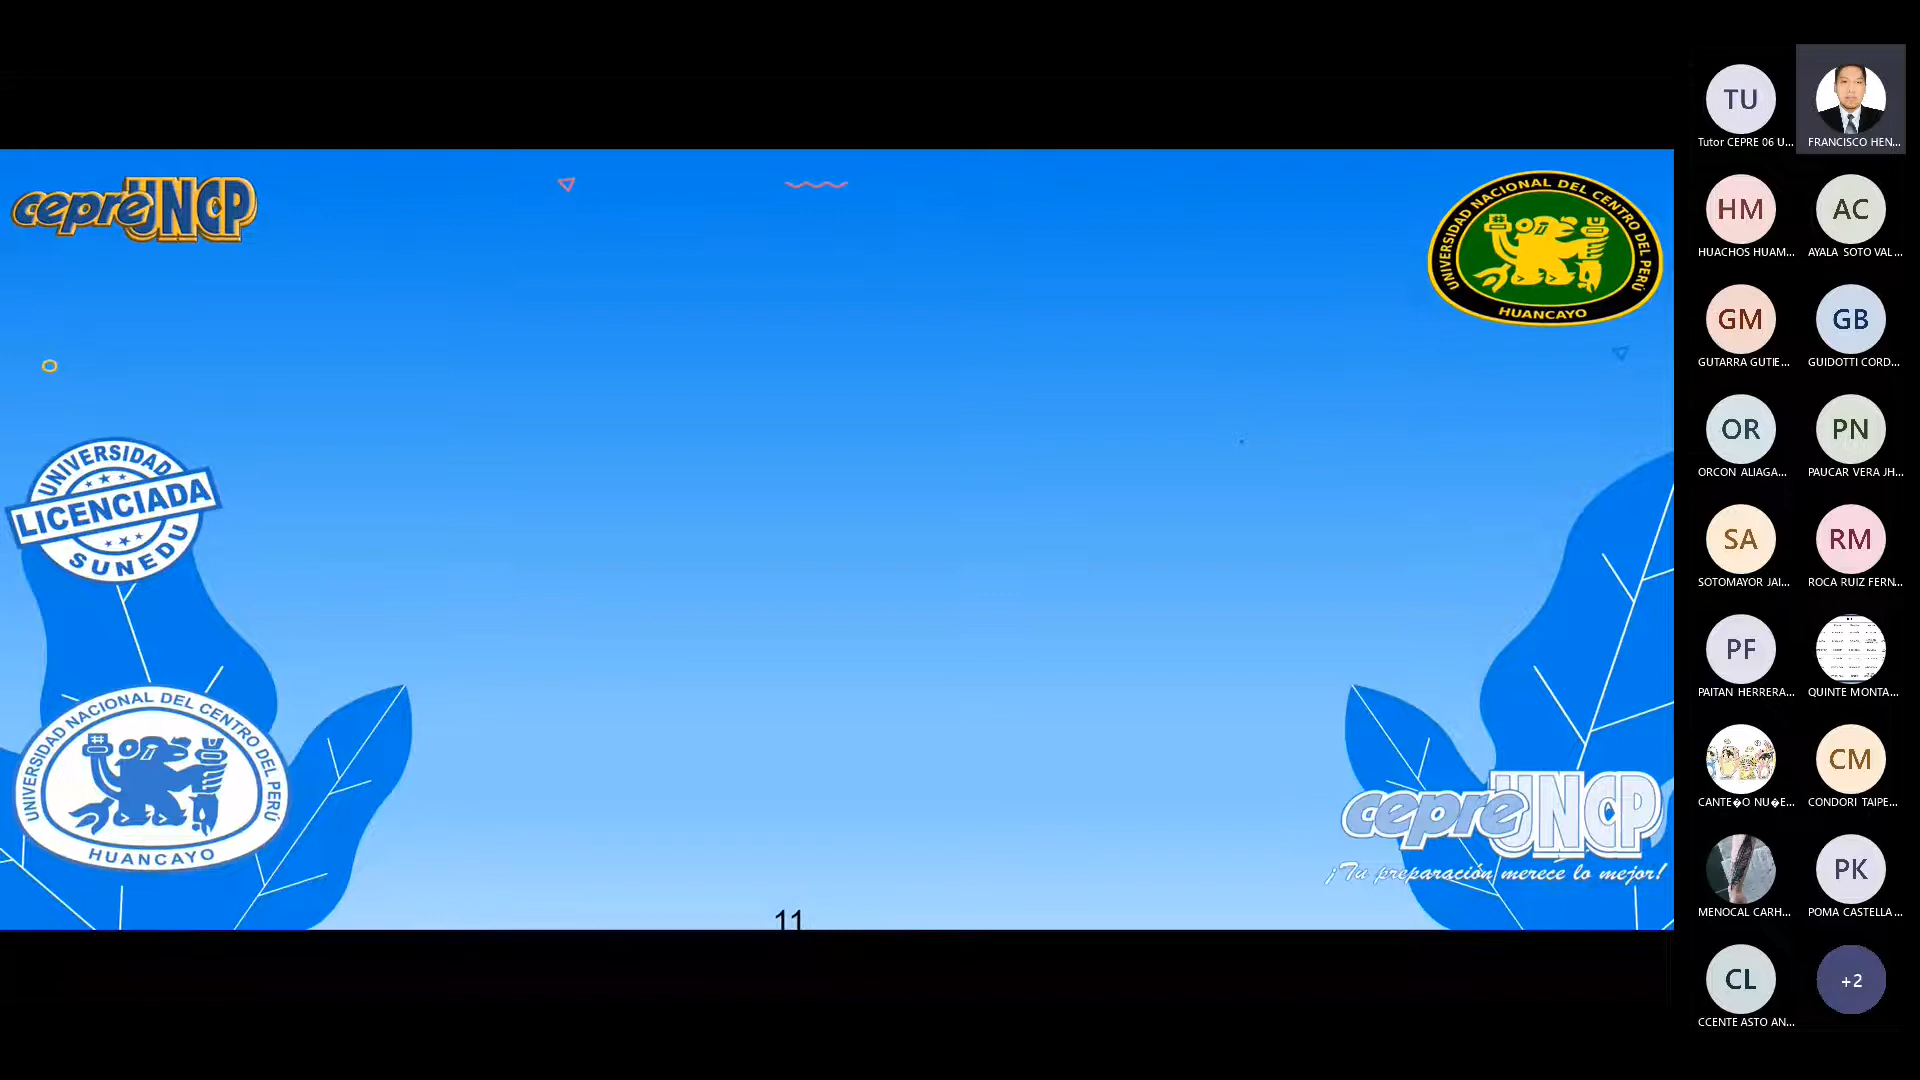 cepreUNCP
UNIVERSIDAD NACIONAL DEL CENTRO DEL PERÚ
HUANCAYO
UNIVERSIDAD
LICENCIADA
SUNEDU
UNIVERSIDAD NACIONAL DEL CENTRO DEL PERÚ
HUANCAYO
cepreUNCP
¡Tu preparación merece lo mejor!
11
TU
Tutor CEPRE 06 U...
FRANCISCO HEN...
HM
HUACHOS HUAM...
AC
AYALA SOTO VAL...
GM
GUTARRA GUTIE...
GB
GUIDOTTI CORD...
OR
ORCON ALIAGA...
PN
PAUCAR VERA JH...
SA
SOTOMAYOR JAI...
RM
ROCA RUIZ FERN...
PF
PAITAN HERRERA...
QUINTE MONTA...
CANTE�O NU�E...
CM
CONDORI TAIPE...
MENOCAL CARH...
PK
POMA CASTELLA...
CL
CCENTE ASTO AN...
+2